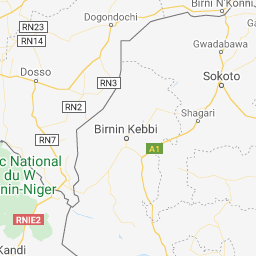 RN23
RN14
Dogondochi
Birni N'Konni
Gwadabawa
Dosso
RN3
Sokoto
RN2
Shagari
RN7
Birnin Kebbi
A1
c National
du W
nin-Niger
RNIE2
Kandi